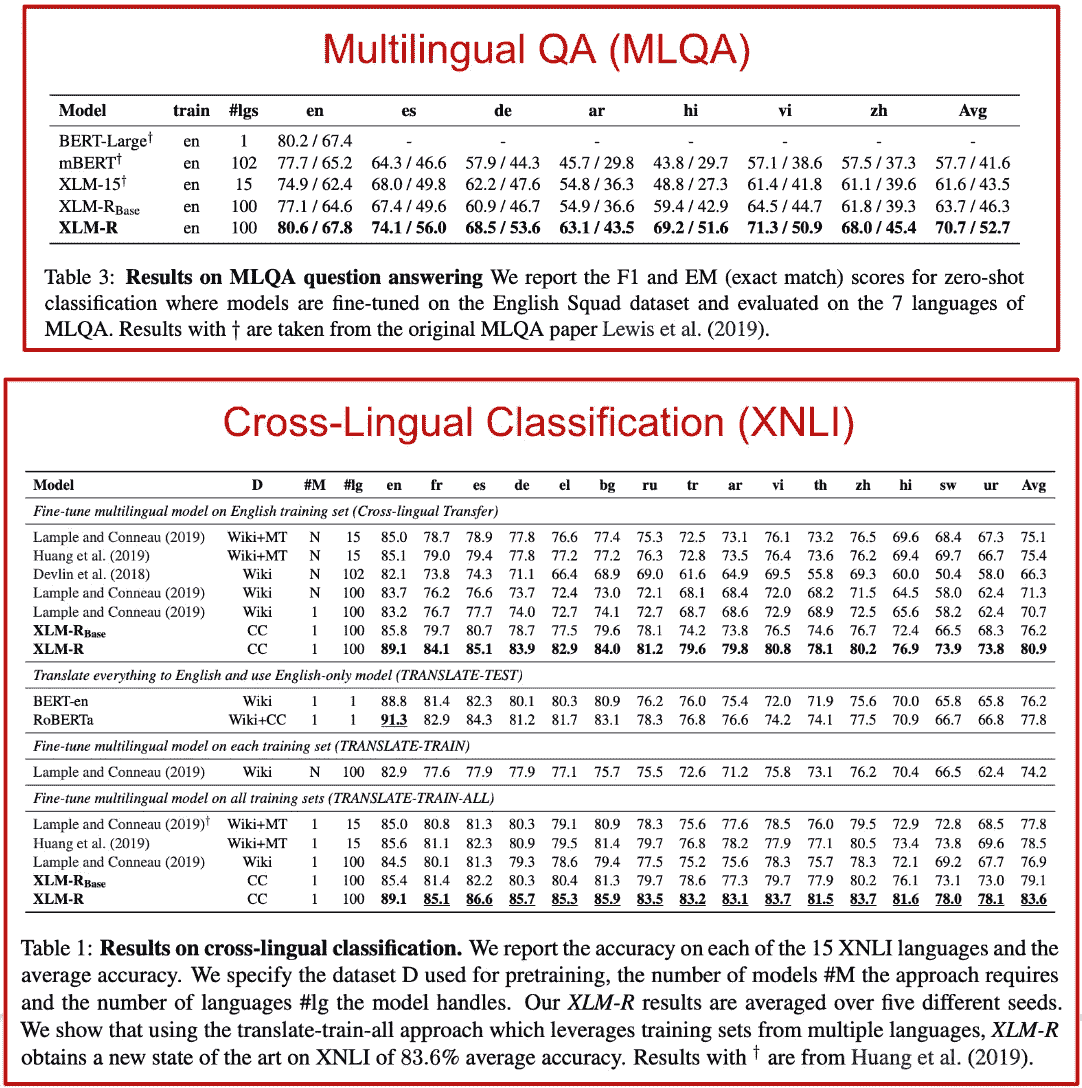 Multilingual QA (MLQA)
Model train #lgs en es de ar hi vi zh Avg
BERT-Large† en 1 80.2 / 67.4 - - - - - - -
mBERT† en 102 77.7 / 65.2 64.3 / 46.6 57.9 / 44.3 45.7 / 29.8 43.8 / 29.7 57.1 / 38.6 57.5 / 37.3 57.7 / 41.6
XLM-15† en 15 74.9 / 62.4 68.0 / 49.8 62.2 / 47.6 54.8 / 36.3 48.8 / 27.3 61.4 / 41.8 61.1 / 39.6 61.6 / 43.5
XLM-RBase en 100 77.1 / 64.6 67.4 / 49.6 60.9 / 46.7 54.9 / 36.6 59.4 / 42.9 64.5 / 44.7 61.8 / 39.3 63.7 / 46.3
XLM-R en 100 80.6 / 67.8 74.1 / 56.0 68.5 / 53.6 63.1 / 43.5 69.2 / 51.6 71.3 / 50.9 68.0 / 45.4 70.7 / 52.7
Table 3: Results on MLQA question answering We report the F1 and EM (exact match) scores for zero-shot
classification where models are fine-tuned on the English Squad dataset and evaluated on the 7 languages of
MLQA. Results with † are taken from the original MLQA paper Lewis et al. (2019).
Cross-Lingual Classification (XNLI)
Model D #M #lg en fr es de el bg ru tr ar vi th zh hi sw ur Avg
Fine-tune multilingual model on English training set (Cross-lingual Transfer)
Lample and Conneau (2019) Wiki+MT N 15 85.0 78.7 78.9 77.8 76.6 77.4 75.3 72.5 73.1 76.1 73.2 76.5 69.6 68.4 67.3 75.1
Huang et al. (2019) Wiki+MT N 15 85.1 79.0 79.4 77.8 77.2 77.2 76.3 72.8 73.5 76.4 73.6 76.2 69.4 69.7 66.7 75.4
Devlin et al. (2018) Wiki N 102 82.1 73.8 74.3 71.1 66.4 68.9 69.0 61.6 64.9 69.5 55.8 69.3 60.0 50.4 58.0 66.3
Lample and Conneau (2019) Wiki N 100 83.7 76.2 76.6 73.7 72.4 73.0 72.1 68.1 68.4 72.0 68.2 71.5 64.5 58.0 62.4 71.3
Lample and Conneau (2019) Wiki 1 100 83.2 76.7 77.7 74.0 72.7 74.1 72.7 68.7 68.6 72.9 68.9 72.5 65.6 58.2 62.4 70.7
XLM-RBase CC 1 100 85.8 79.7 80.7 78.7 77.5 79.6 78.1 74.2 73.8 76.5 74.6 76.7 72.4 66.5 68.3 76.2
XLM-R CC 1 100 89.1 84.1 85.1 83.9 82.9 84.0 81.2 79.6 79.8 80.8 78.1 80.2 76.9 73.9 73.8 80.9
Translate everything to English and use English-only model (TRANSLATE-TEST)
BERT-en Wiki 1 1 88.8 81.4 82.3 80.1 80.3 80.9 76.2 76.0 75.4 72.0 71.9 75.6 70.0 65.8 65.8 76.2
RoBERTa Wiki+CC 1 1 91.3 82.9 84.3 81.2 81.7 83.1 78.3 76.8 76.6 74.2 74.1 77.5 70.9 66.7 66.8 77.8
Fine-tune multilingual model on each training set (TRANSLATE-TRAIN)
Lample and Conneau (2019) Wiki N 100 82.9 77.6 77.9 77.9 77.1 75.7 75.5 72.6 71.2 75.8 73.1 76.2 70.4 66.5 62.4 74.2
Fine-tune multilingual model on all training sets (TRANSLATE-TRAIN-ALL)
Lample and Conneau (2019)† Wiki+MT 1 15 85.0 80.8 81.3 80.3 79.1 80.9 78.3 75.6 77.6 78.5 76.0 79.5 72.9 72.8 68.5 77.8
Huang et al. (2019) Wiki+MT 1 15 85.6 81.1 82.3 80.9 79.5 81.4 79.7 76.8 78.2 77.9 77.1 80.5 73.4 73.8 69.6 78.5
Lample and Conneau (2019) Wiki 1 100 84.5 80.1 81.3 79.3 78.6 79.4 77.5 75.2 75.6 78.3 75.7 78.3 72.1 69.2 67.7 76.9
XLM-RBase CC 1 100 85.4 81.4 82.2 80.3 80.4 81.3 79.7 78.6 77.3 79.7 77.9 80.2 76.1 73.1 73.0 79.1
XLM-R CC 1 100 89.1 85.1 86.6 85.7 85.3 85.9 83.5 83.2 83.1 83.7 81.5 83.7 81.6 78.0 78.1 83.6
Table 1: Results on cross-lingual classification. We report the accuracy on each of the 15 XNLI languages and the
average accuracy. We specify the dataset D used for pretraining, the number of models #M the approach requires
and the number of languages #lg the model handles. Our XLM-R results are averaged over five different seeds.
We show that using the translate-train-all approach which leverages training sets from multiple languages, XLM-R
obtains a new state of the art on XNLI of 83.6% average accuracy. Results with † are from Huang et al. (2019).